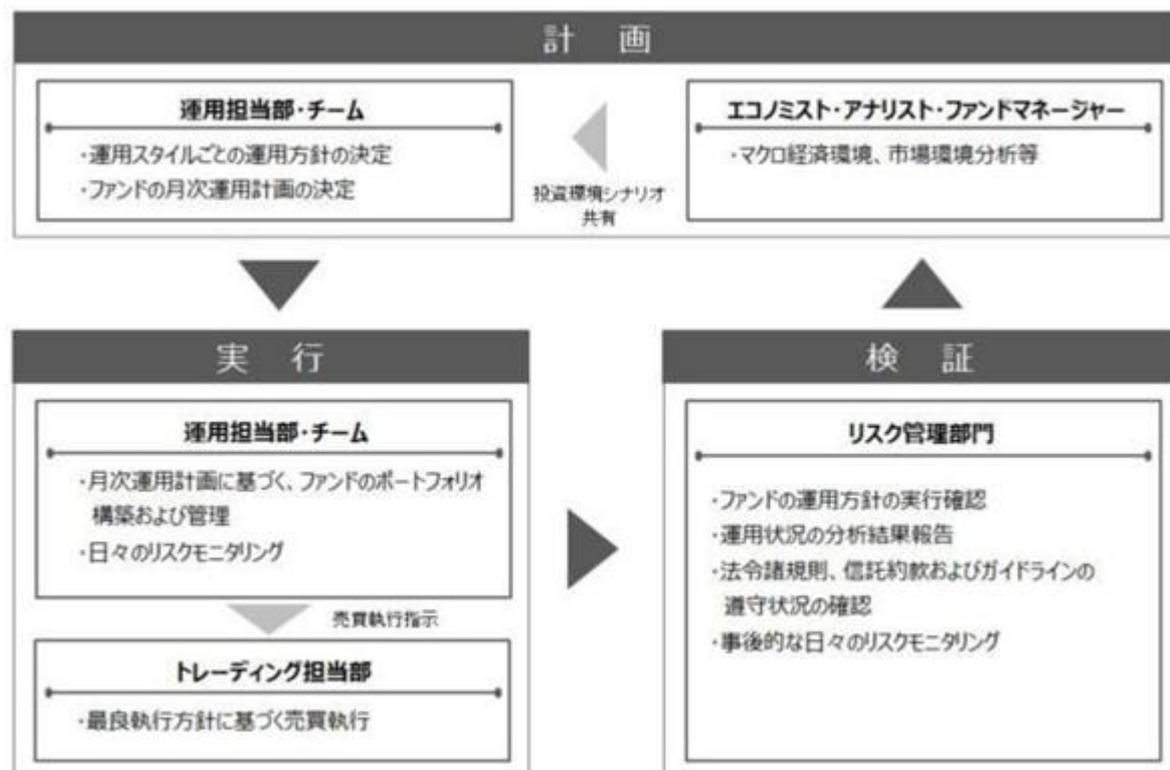 計 画
運用担当部・チーム
・運用スタイルごとの運用方針の決定
・ファンドの月次運用計画の決定
投資環境シナリオ
共有
エコノミスト・アナリスト・ファンドマネージャー
・マクロ経済環境、市場環境分析等
実 行
運用担当部・チーム
・月次運用計画に基づく、ファンドのポートフォリオ
構築および管理
・日々のリスクモニタリング
売買執行指示
トレーディング担当部
・最良執行方針に基づく売買執行
検 証
リスク管理部門
・ファンドの運用方針の実行確認
・運用状況の分析結果報告
・法令諸規則、信託約款およびガイドラインの
遵守状況の確認
・事後的な日々のリスクモニタリング